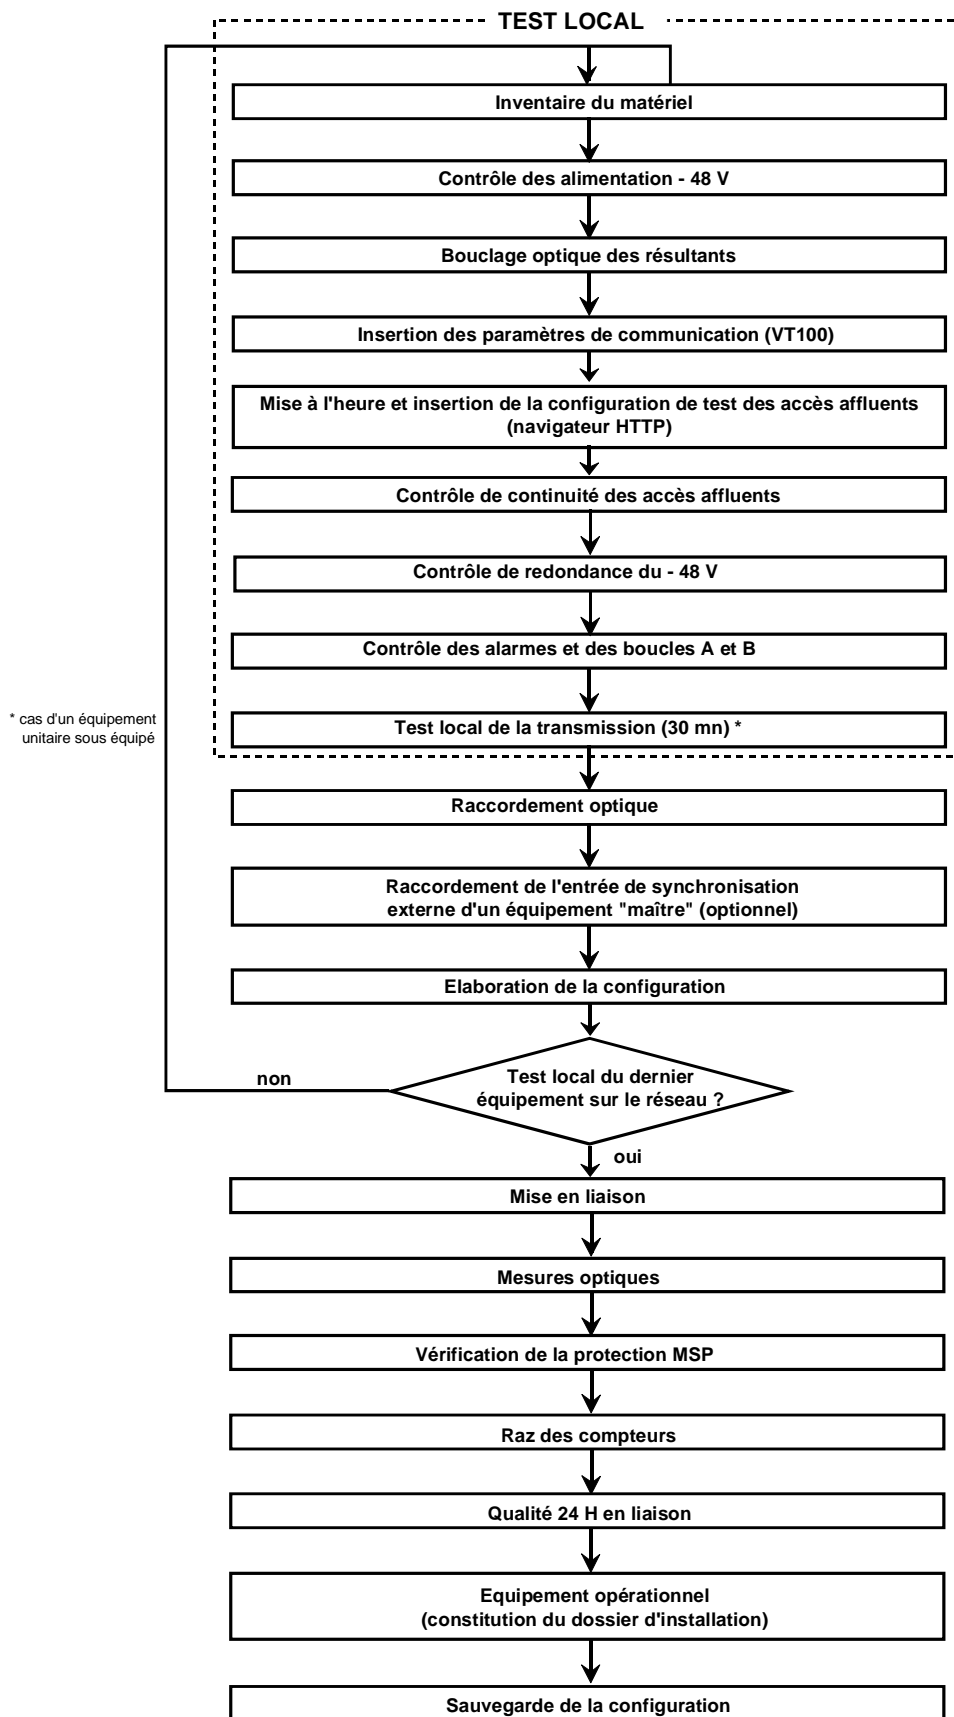 TEST LOCAL
Inventaire du matériel
Contrôle des alimentation - 48 V
Bouclage optique des résultants
Insertion des paramètres de communication (VT100)
Mise à l'heure et insertion de la configuration de test des accès affluents
(navigateur HTTP)
Contrôle de continuité des accès affluents
Contrôle de redondance du - 48 V
Contrôle des alarmes et des boucles A et B
* cas d'un équipement
unitaire sous équipé
Test local de la transmission (30 mn) *
Raccordement optique
Raccordement de l'entrée de synchronisation
externe d'un équipement "maître" (optionnel)
Elaboration de la configuration
Test local du dernier
équipement sur le réseau ?
non
oui
Mise en liaison
Mesures optiques
Vérification de la protection MSP
Raz des compteurs
Qualité 24 H en liaison
Equipement opérationnel
(constitution du dossier d'installation)
Sauvegarde de la configuration